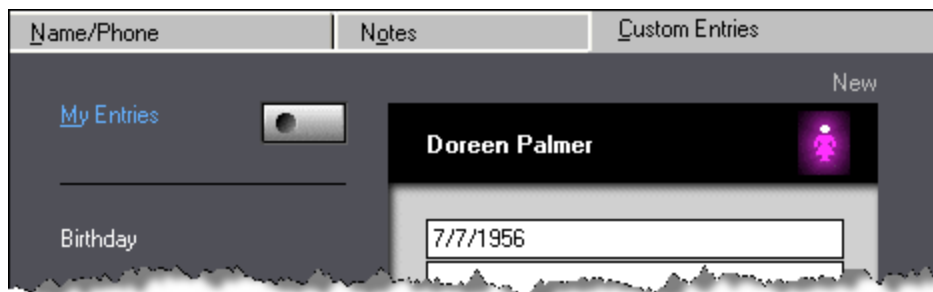 Name/Phone
Notes
Custom Entries
New
My Entries
Doreen Palmer
Birthday
7/7/1956